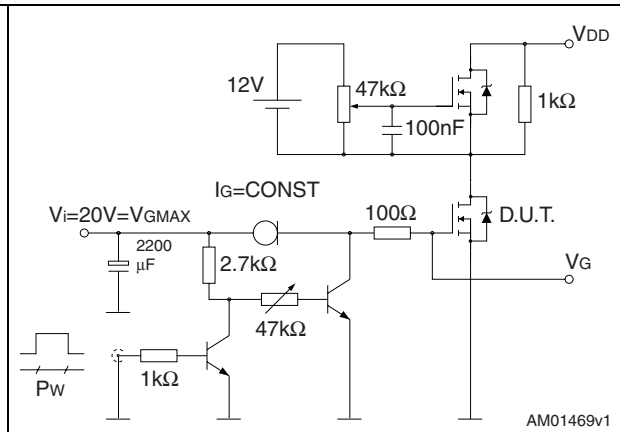 VDD
12V
47kΩ
1kΩ
100nF
IG=CONST
Vi=20V=VGMAX
100Ω
D.U.T.
2200
μF
2.7kΩ
VG
47kΩ
1kΩ
PW
AM01469v1